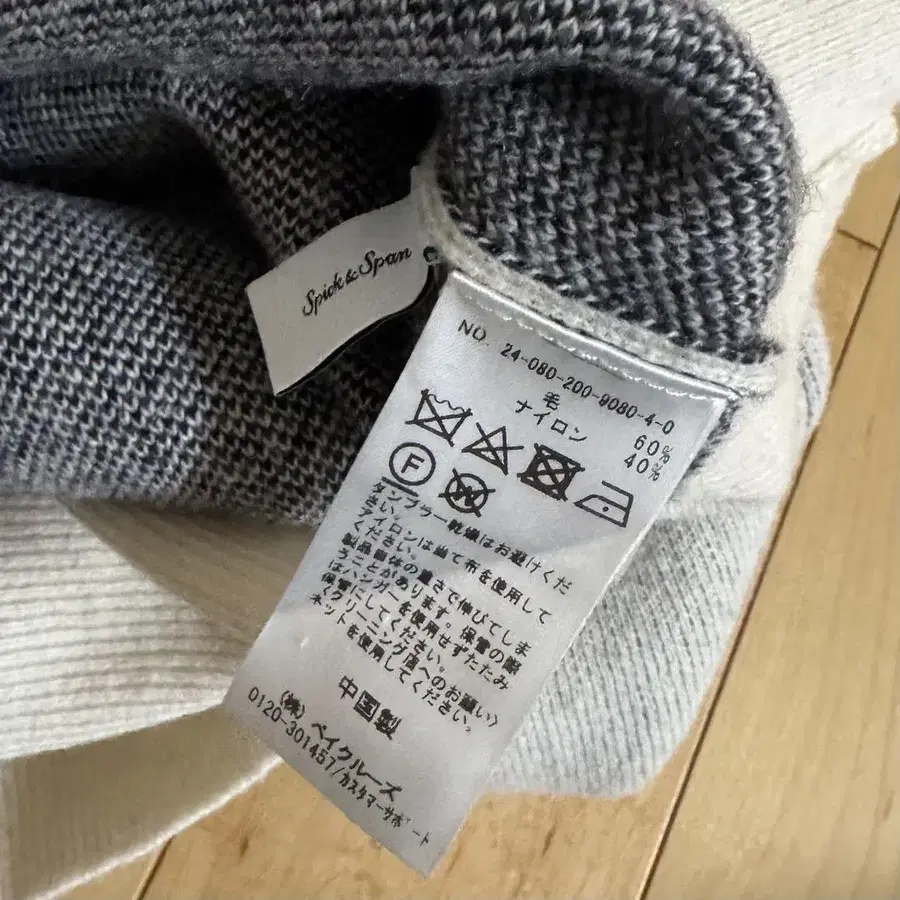 Spick & Span
NO. 24-080-200-9080-4-0
毛 60%
ナイロン 40%
F
W
タンブラー乾燥はお避けくだ
さい。
アイロンは当て布を使用して
ください。
製品自体の重さで伸びてしま
うことがあります。保管の際
はハンガーを使用せずたたみ
保管にしてください。
〈クリーニング店へのお願い〉
ネットを使用してください。
中国製
(株)ベイクルーズ
0120-301457/カスタマーサポート